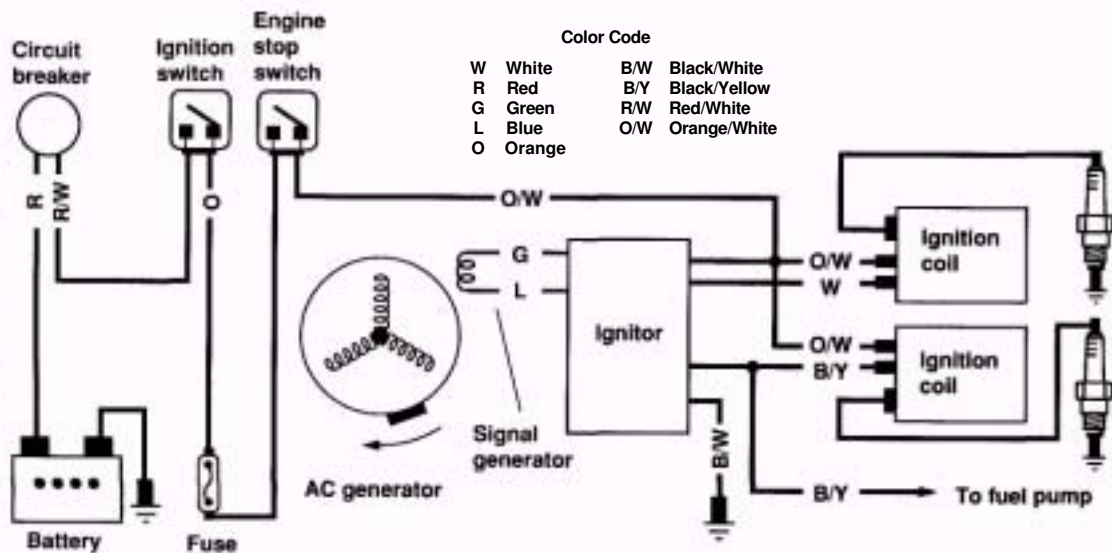 Circuit
breaker
Ignition
switch
Engine
stop
switch
Color Code
W White B/W Black/White
R Red B/Y Black/Yellow
G Green R/W Red/White
L Blue O/W Orange/White
O Orange
R
R/W
O
O/W
G
L
Ignitor
O/W
W
Ignition
coil
O/W
B/Y
Ignition
coil
Signal
generator
AC generator
B/W
B/Y
To fuel pump
Battery
Fuse